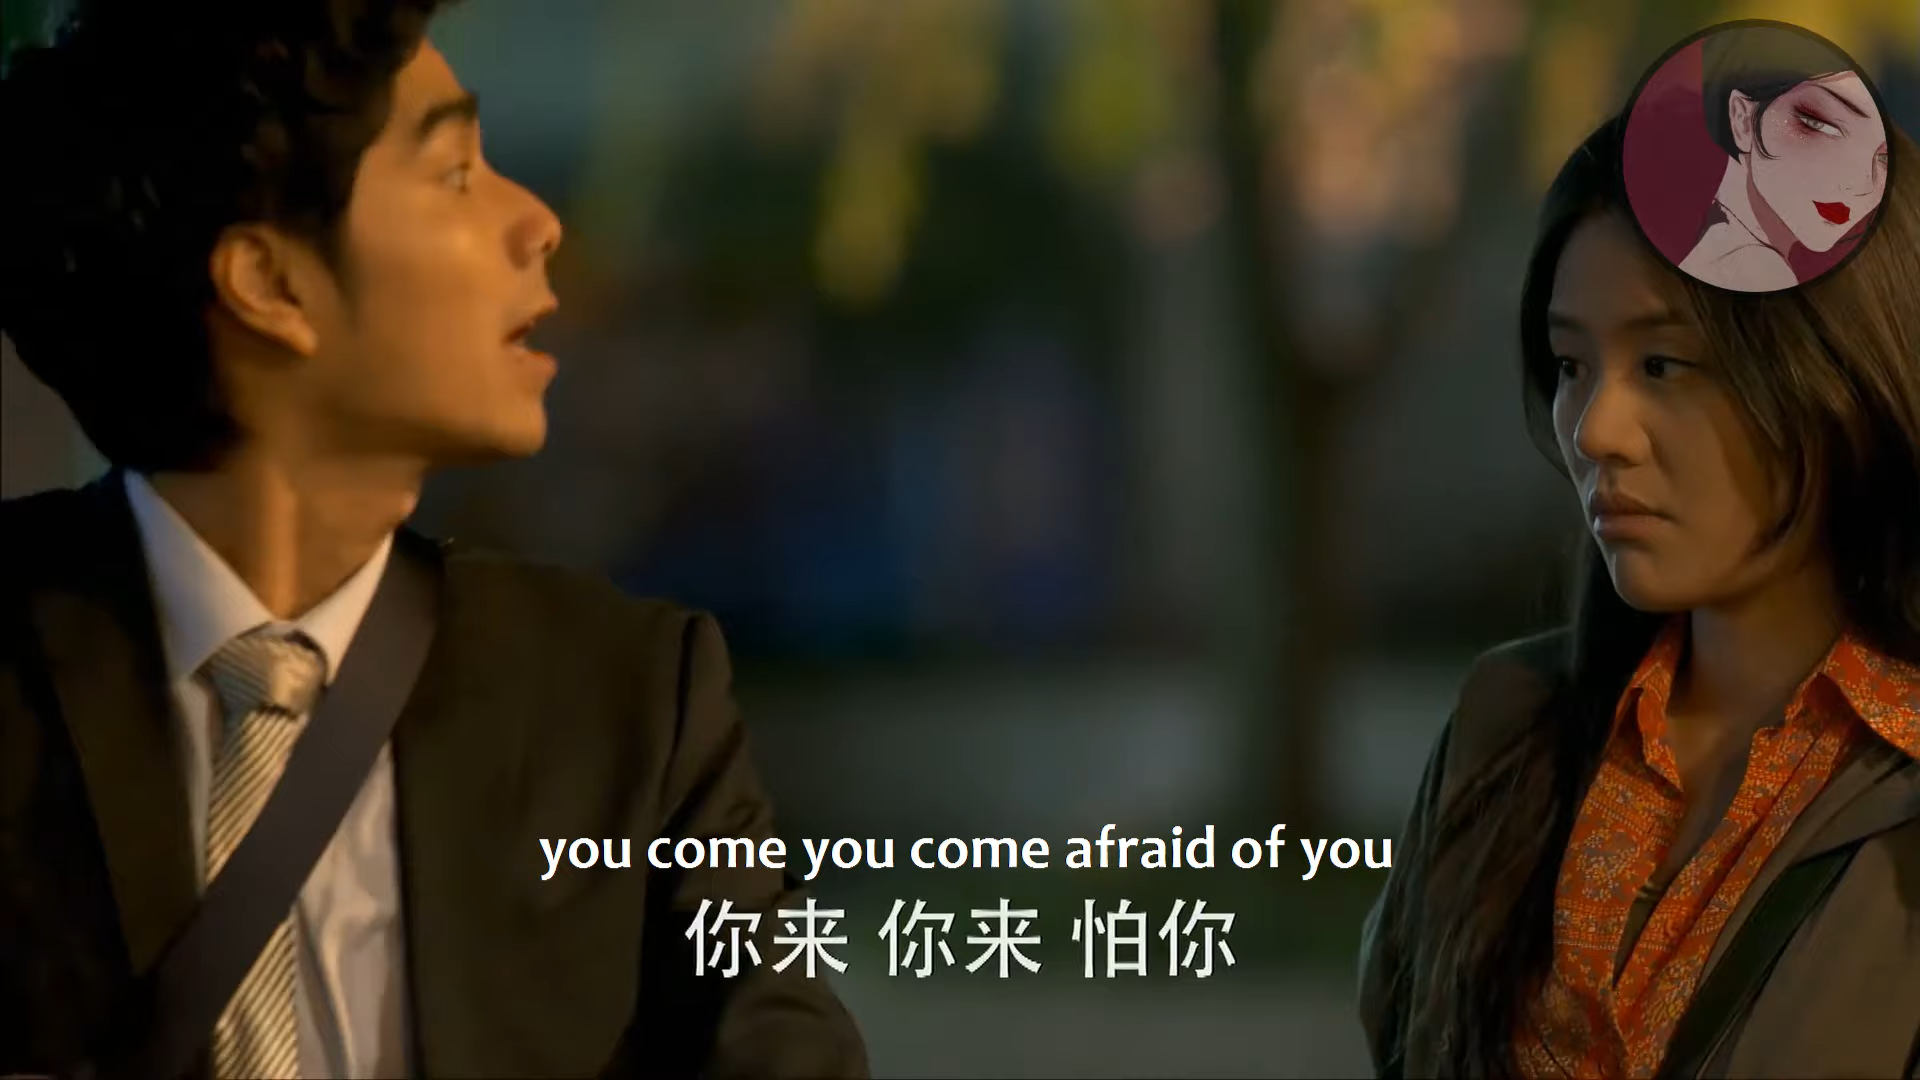 you come you come afraid of you
你来 你来 怕你